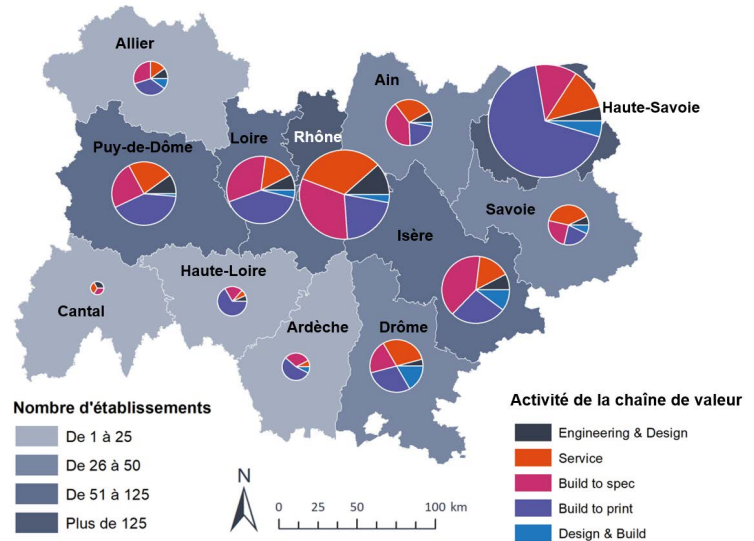 Allier
Ain
Haute-Savoie
Puy-de-Dôme
Loire
Rhône
Savoie
Isère
Haute-Loire
Cantal
Ardèche
Drôme
Nombre d'établissements
De 1 à 25
De 26 à 50
De 51 à 125
Plus de 125
N
0 25 50 100 km
Activité de la chaîne de valeur
Engineering & Design
Service
Build to spec
Build to print
Design & Build